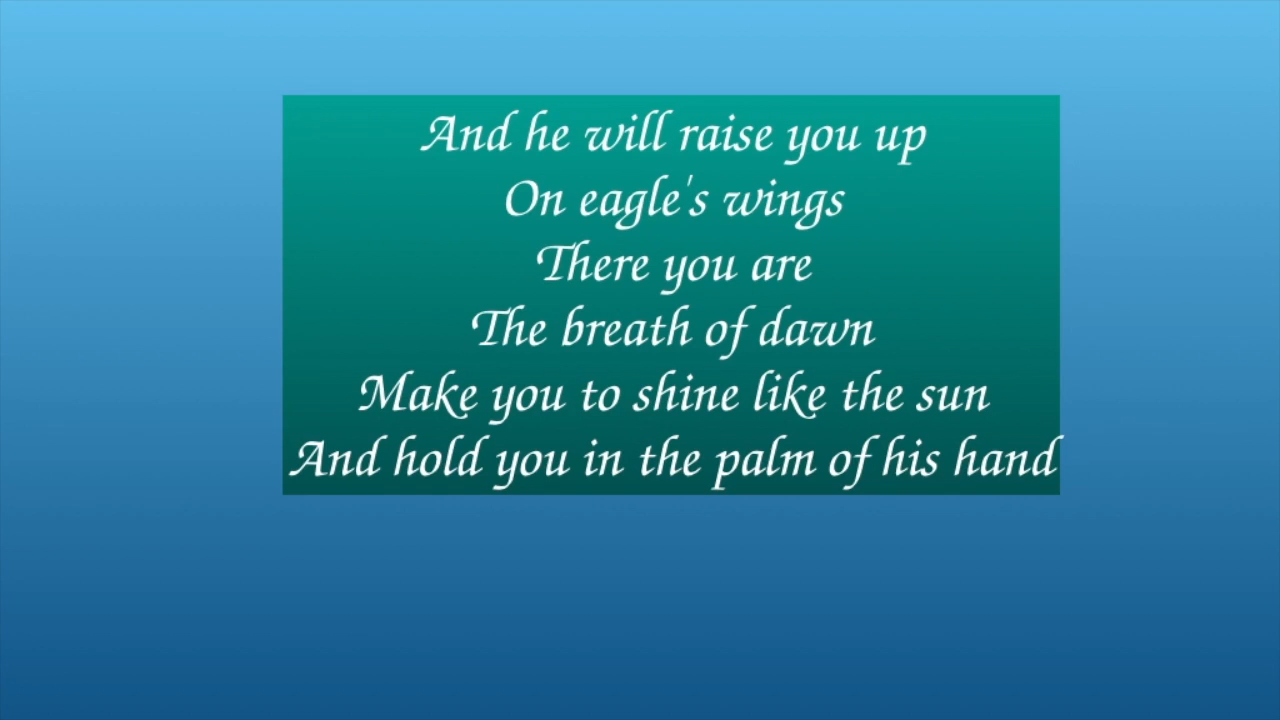 And he will raise you up
On eagle's wings
There you are
The breath of dawn
Make you to shine like the sun
And hold you in the palm of his hand